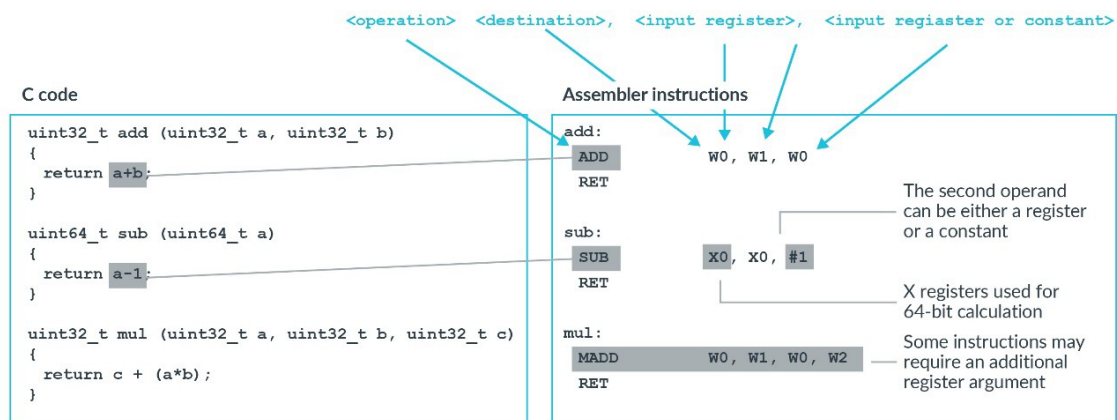 <operation> <destination>, <input register>, <input regiaster or constant>
C code
uint32_t add (uint32_t a, uint32_t b)
{
return a+b;
}
uint64_t sub (uint64_t a)
{
return a-1;
}
uint32_t mul (uint32_t a, uint32_t b, uint32_t c)
{
return c + (a*b);
}
Assembler instructions
add:
ADD W0, W1, W0
RET
sub:
SUB X0, X0, #1
RET
mul:
MADD W0, W1, W0, W2
RET
The second operand
can be either a register
or a constant
X registers used for
64-bit calculation
Some instructions may
require an additional
register argument